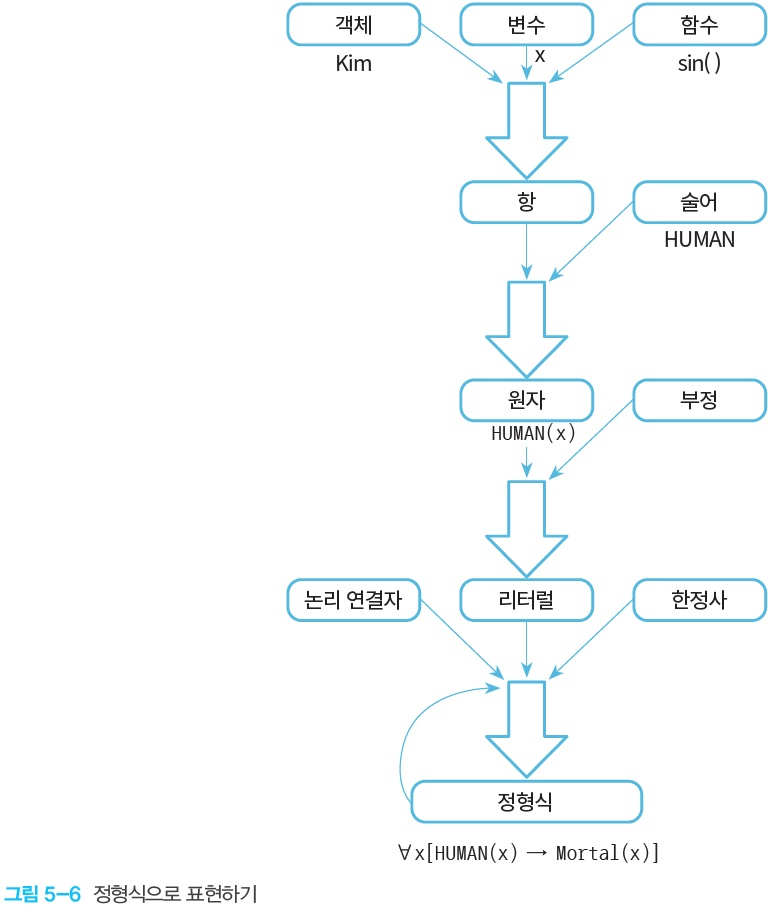 객체 변수 함수
Kim x sin( )
항 술어
HUMAN
원자 부정
HUMAN(x)
논리 연결자 리터럴 한정사
정형식
∀x[HUMAN(x) → Mortal(x)]
그림 5-6 정형식으로 표현하기